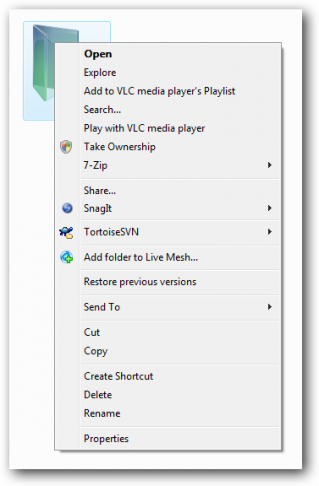 Open
Explore
Add to VLC media player's Playlist
Search...
Play with VLC media player
Take Ownership
7-Zip
Share...
SnagIt
TortoiseSVN
Add folder to Live Mesh...
Restore previous versions
Send To
Cut
Copy
Create Shortcut
Delete
Rename
Properties